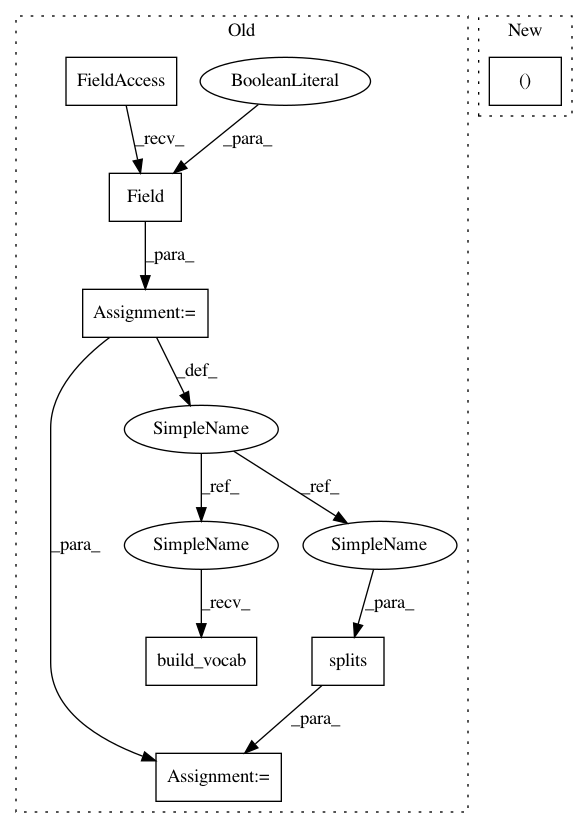 Old
New
FieldAccess
BooleanLiteral
()
_recv_
_para_
Field
_para_
Assignment:=
_def_
SimpleName
_para_
_ref_
_ref_
SimpleName
SimpleName
_recv_
_para_
build_vocab
splits
_para_
Assignment:=